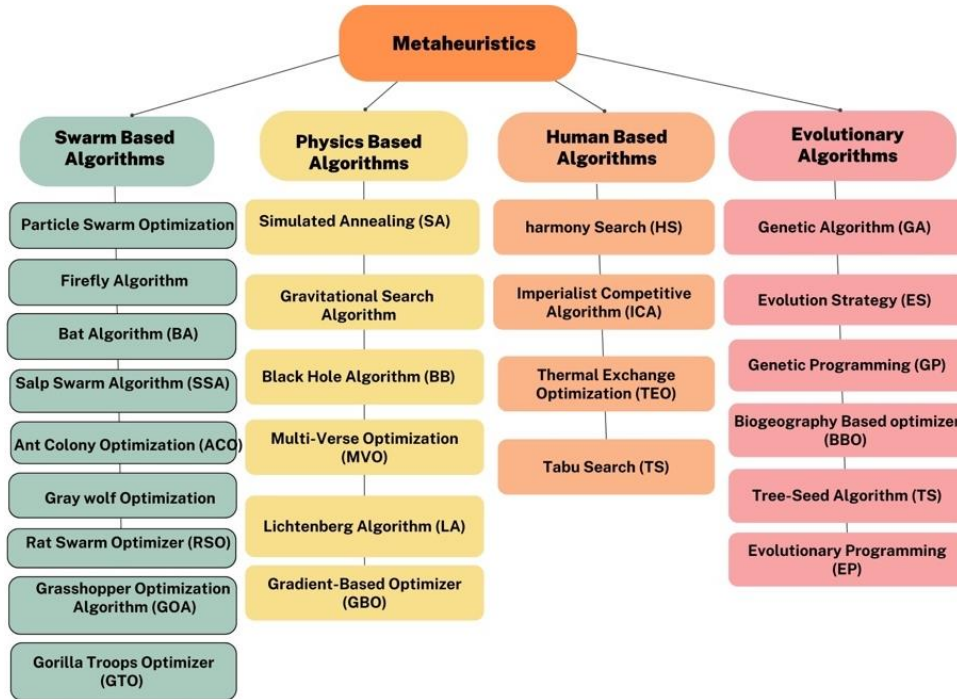 Metaheuristics
Swarm Based
Algorithms
Particle Swarm Optimization
Firefly Algorithm
Bat Algorithm (BA)
Salp Swarm Algorithm (SSA)
Ant Colony Optimization (ACO)
Gray wolf Optimization
Rat Swarm Optimizer (RSO)
Grasshopper Optimization
Algorithm (GOA)
Gorilla Troops Optimizer
(GTO)
Physics Based
Algorithms
Simulated Annealing (SA)
Gravitational Search
Algorithm
Black Hole Algorithm (BB)
Multi-Verse Optimization
(MVO)
Lichtenberg Algorithm (LA)
Gradient-Based Optimizer
(GBO)
Human Based
Algorithms
harmony Search (HS)
Imperialist Competitive
Algorithm (ICA)
Thermal Exchange
Optimization (TEO)
Tabu Search (TS)
Evolutionary
Algorithms
Genetic Algorithm (GA)
Evolution Strategy (ES)
Genetic Programming (GP)
Biogeography Based optimizer
(BBO)
Tree-Seed Algorithm (TS)
Evolutionary Programming
(EP)